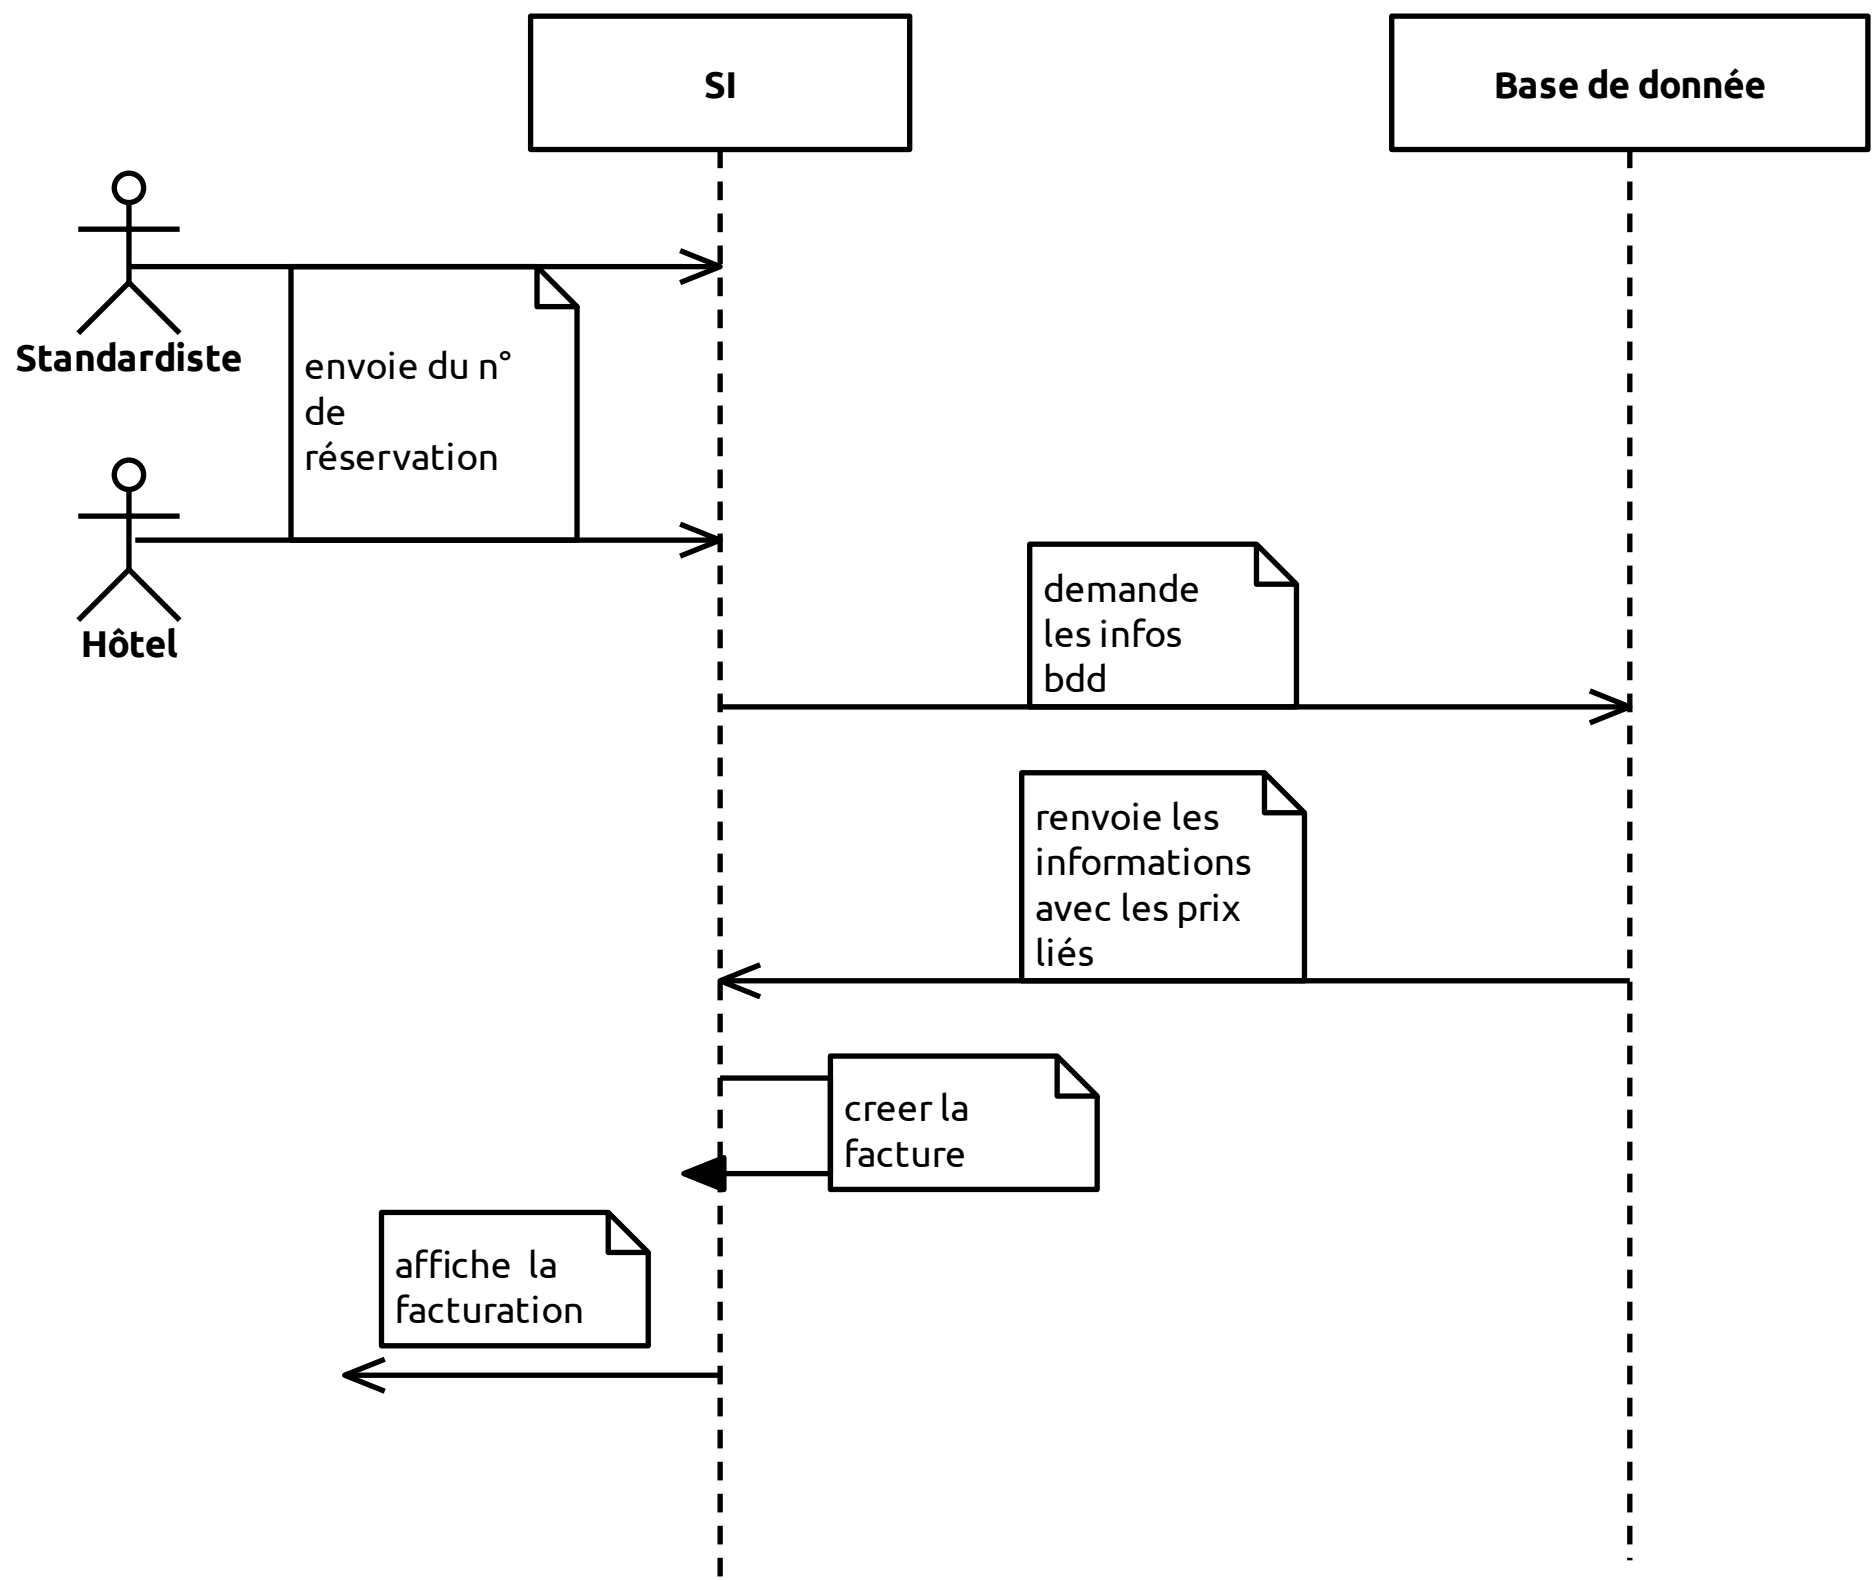 SI
Base de donnée
Standardiste
envoie du n°
de
réservation
Hôtel
demande
les infos
bdd
renvoie les
informations
avec les prix
liés
creer la
facture
affiche  la
facturation